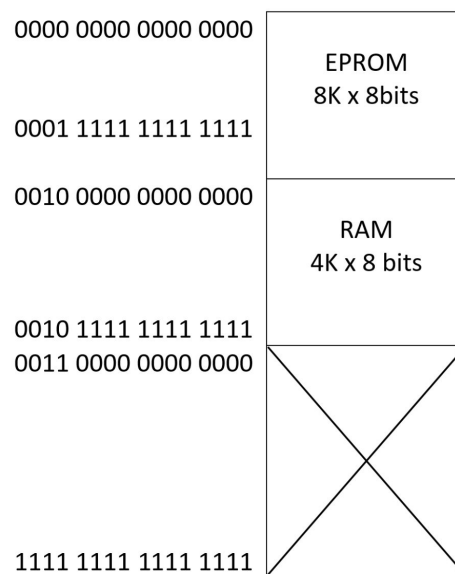 0000 0000 0000 0000
EPROM
8K x 8bits
0001 1111 1111 1111
0010 0000 0000 0000
RAM
4K x 8 bits
0010 1111 1111 1111
0011 0000 0000 0000
1111 1111 1111 1111